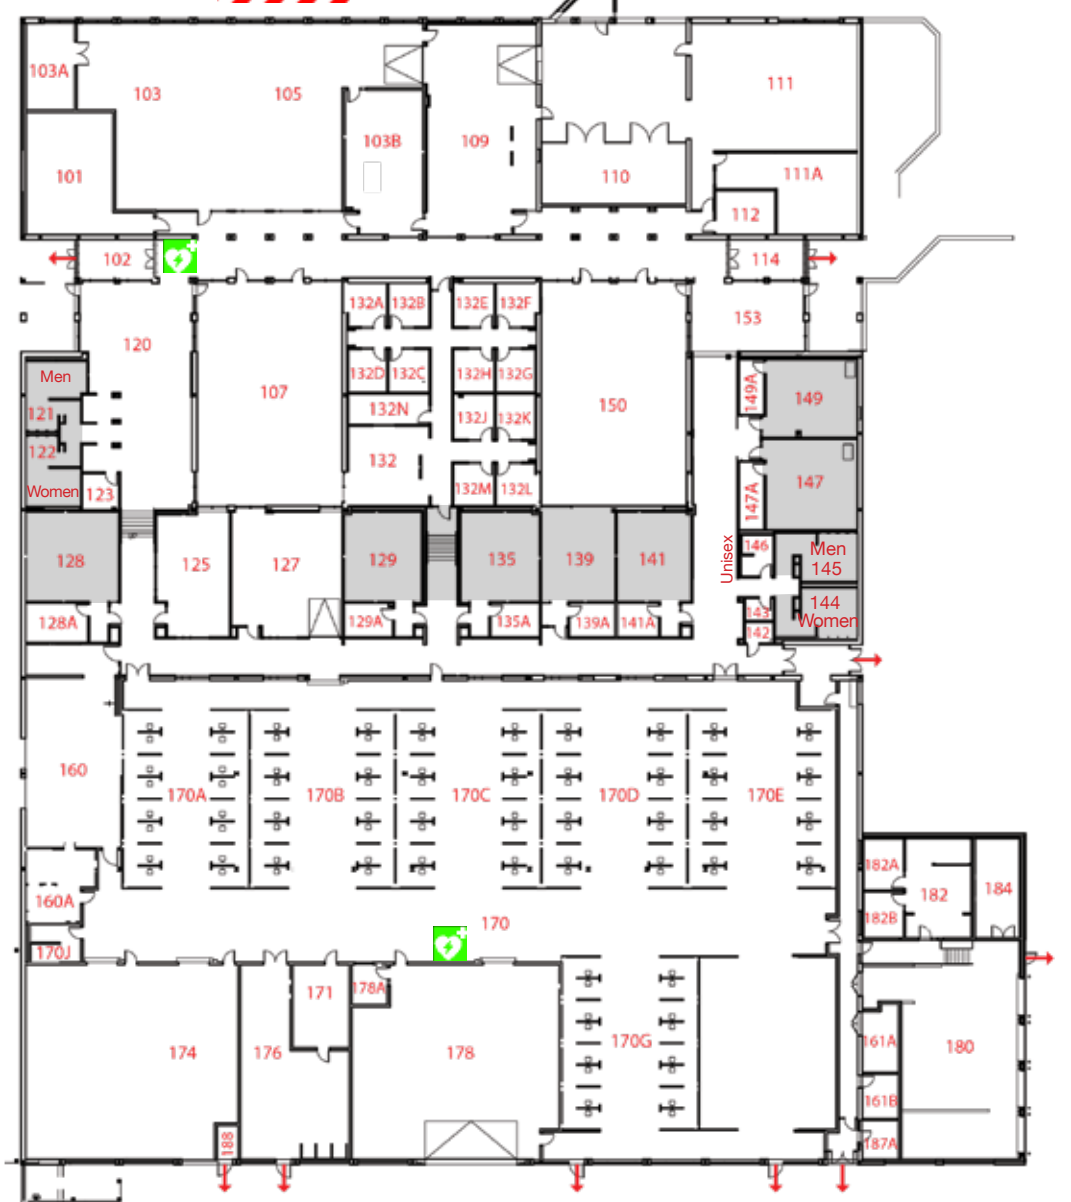 103A
103
105
111
103B
109
101
110
111A
112
102
114
132A
132B
132E
132F
153
120
Men
132D
132C
132H
132G
149A
107
149
121
132N
150
132J
132K
122
132
147
Women
123
132M
132L
147A
128
125
127
129
135
139
141
Unisex
146
Men
145
128A
129A
135A
139A
141A
143
144
Women
142
160
170A
170B
170C
170D
170E
182A
182
184
160A
182B
170
170J
171
178A
174
176
178
170G
161A
180
161B
188
187A